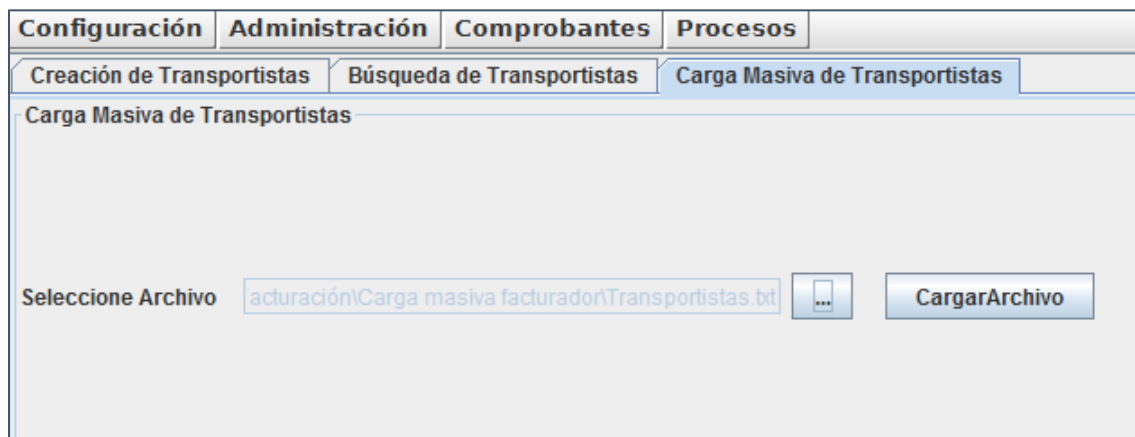 Configuración Administración Comprobantes Procesos
Creación de Transportistas Búsqueda de Transportistas Carga Masiva de Transportistas
Carga Masiva de Transportistas
Seleccione Archivo acturación\Carga masiva facturador\Transportistas.txt ... CargarArchivo